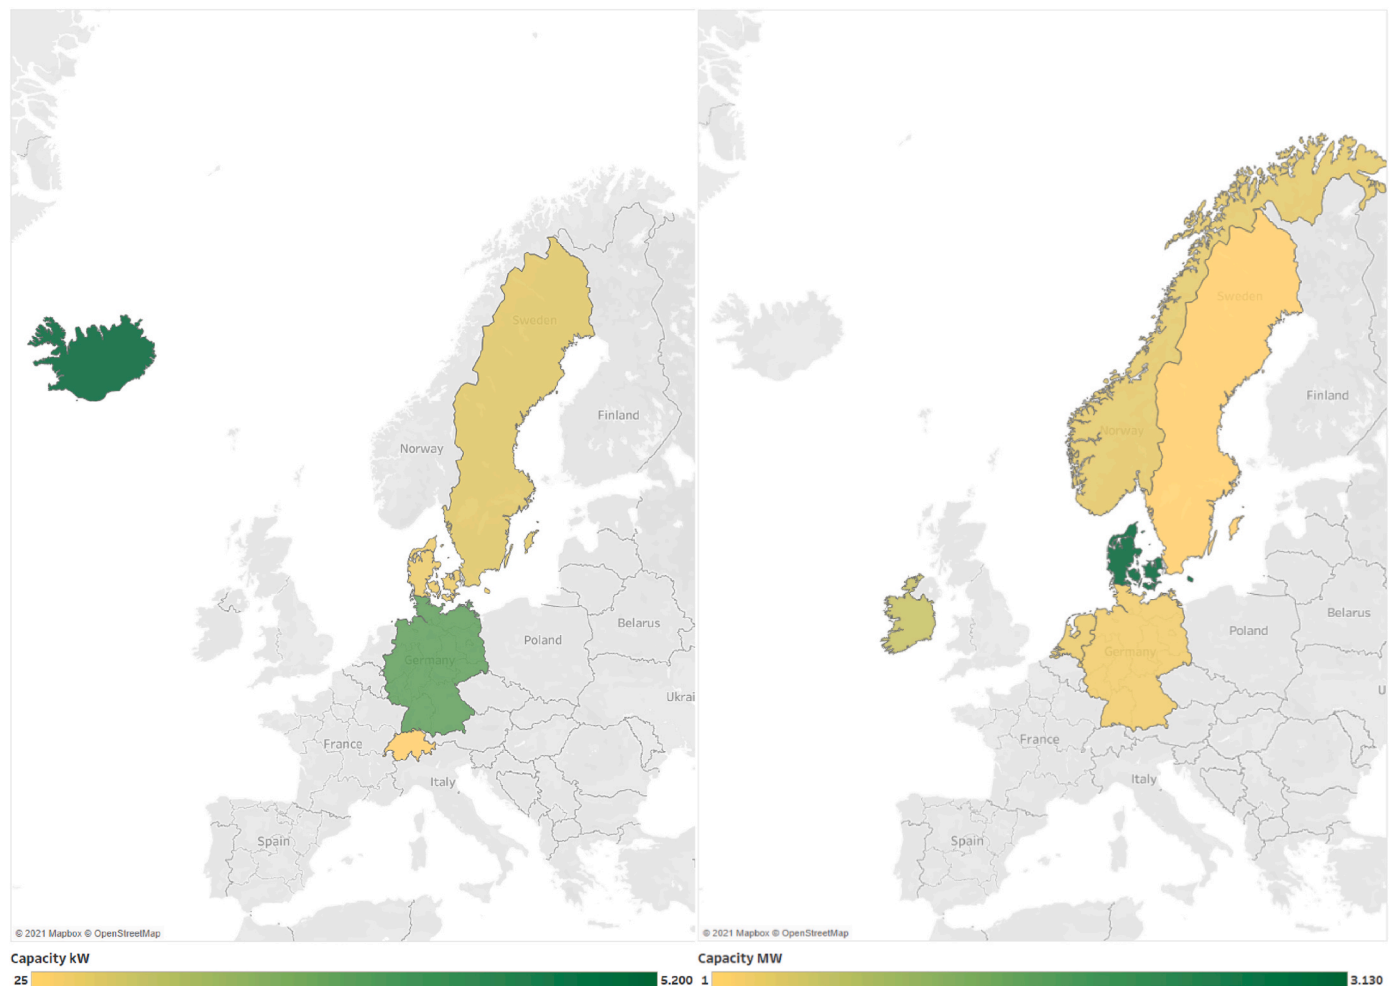 Sweden
Finland
Norway
Belarus
Poland
Germany
Ukrai
France
Italy
Spain
© 2021 Mapbox © OpenStreetMap
Capacity kW
25
5.200
Sweden
Finland
Norway
Belarus
Poland
Germany
U
France
Italy
Spain
© 2021 Mapbox © OpenStreetMap
Capacity MW
1
3.130